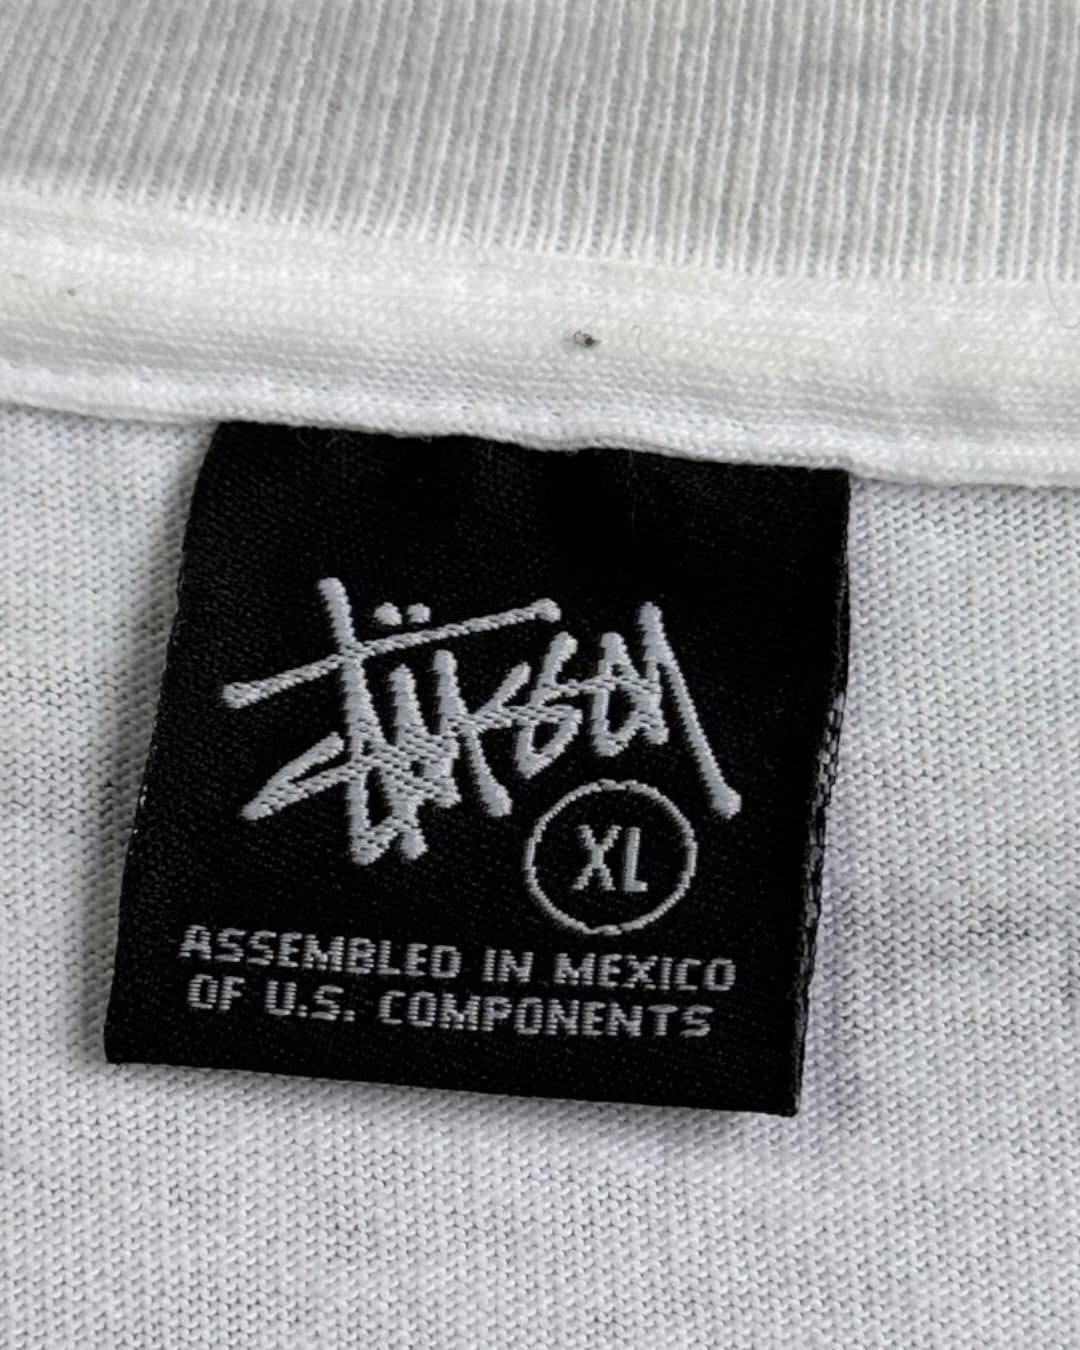 Stüssy
XL
ASSEMBLED IN MEXICO
OF U.S. COMPONENTS